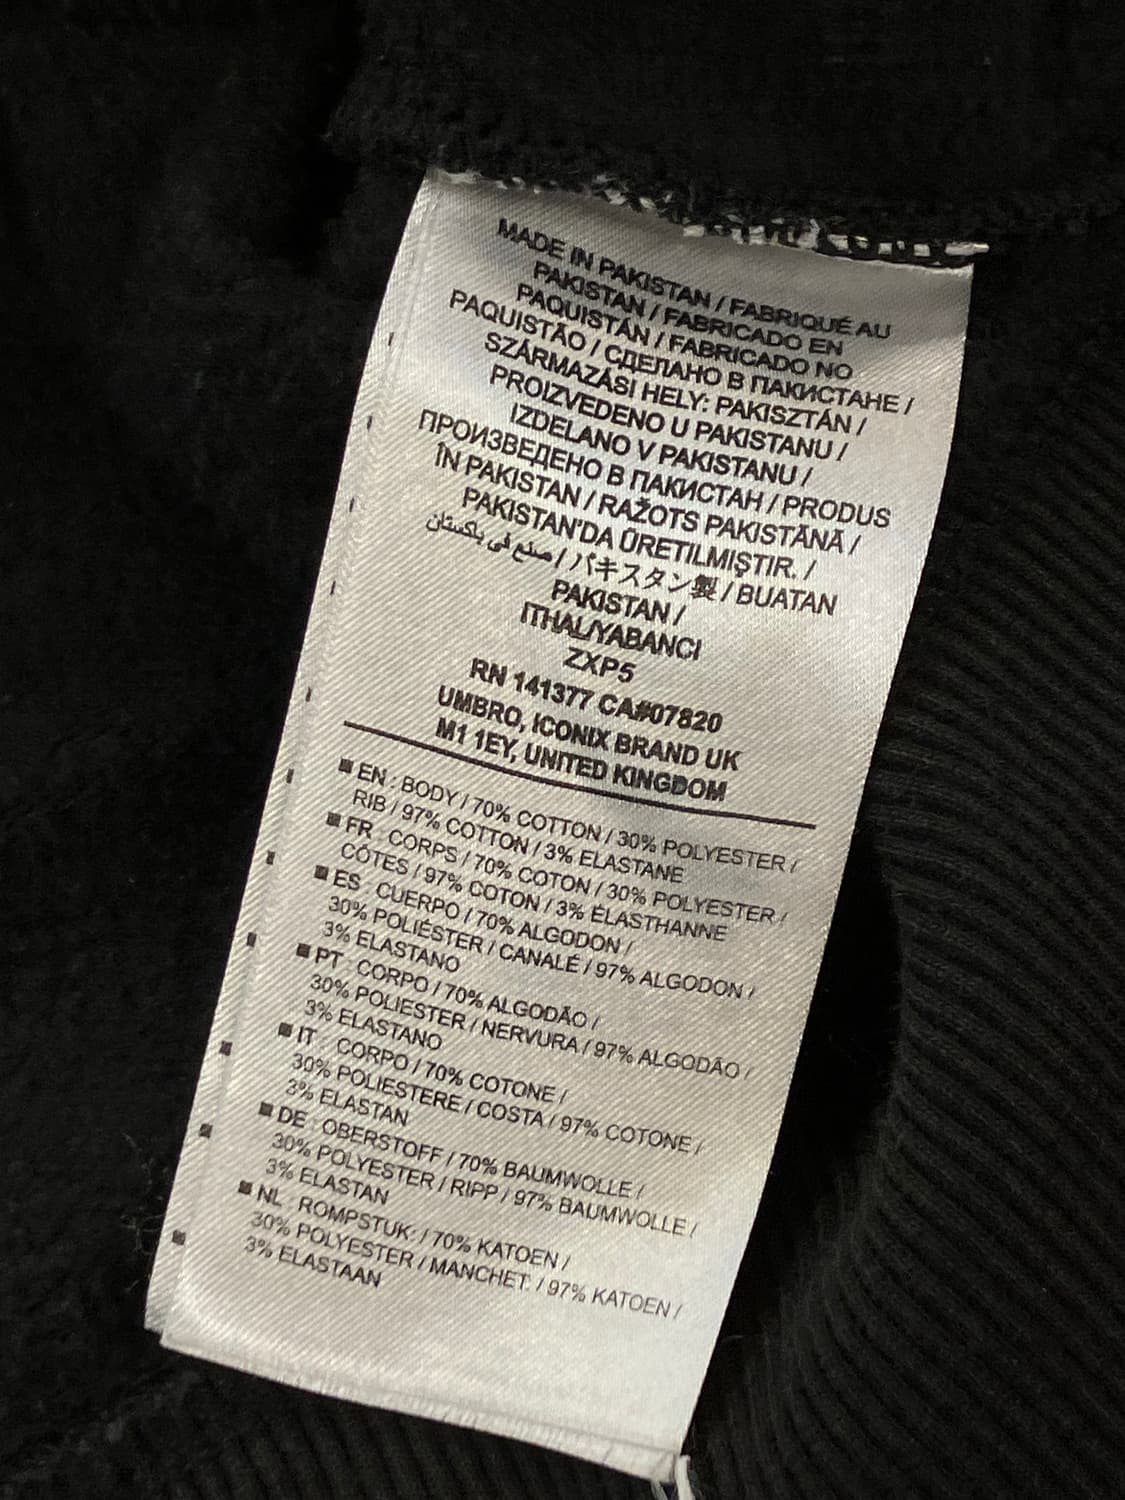 MADE IN PAKISTAN / FABRIQUÉ AU
PAKISTAN / FABRICADO EN
PAQUISTÁN / FABRICADO NO
PAQUISTÃO / СДЕЛАНО В ПАКИСТАНЕ /
SZÁRMAZÁSI HELY: PAKISZTÁN /
PROIZVEDENO U PAKISTANU /
IZDELANO V PAKISTANU /
ПРОИЗВЕДЕНО В ПАКИСТАН / PRODUS
ÎN PAKISTAN / RAŽOTS PAKISTĀNĀ /
PAKISTAN'DA ÜRETILMIŞTIR. /
صنع في باكستان / パキスタン製 / BUATAN
PAKISTAN /
ITHAL/YABANCI
ZXP5
RN 141377 CA#07820
UMBRO, ICONIX BRAND UK
M1 1EY, UNITED KINGDOM
■ EN : BODY / 70% COTTON / 30% POLYESTER /
RIB / 97% COTTON / 3% ELASTANE
■ FR : CORPS / 70% COTON / 30% POLYESTER /
CÔTES / 97% COTON / 3% ÉLASTHANNE
■ ES : CUERPO / 70% ALGODON /
30% POLIÉSTER / CANALÉ / 97% ALGODON /
3% ELASTANO
■ PT : CORPO / 70% ALGODÃO /
30% POLIESTER / NERVURA / 97% ALGODÃO /
3% ELASTANO
■ IT : CORPO / 70% COTONE /
30% POLIESTERE / COSTA / 97% COTONE /
3% ELASTAN
■ DE : OBERSTOFF / 70% BAUMWOLLE /
30% POLYESTER / RIPP / 97% BAUMWOLLE /
3% ELASTAN
■ NL : ROMPSTUK: / 70% KATOEN /
30% POLYESTER / MANCHET: / 97% KATOEN /
3% ELASTAAN